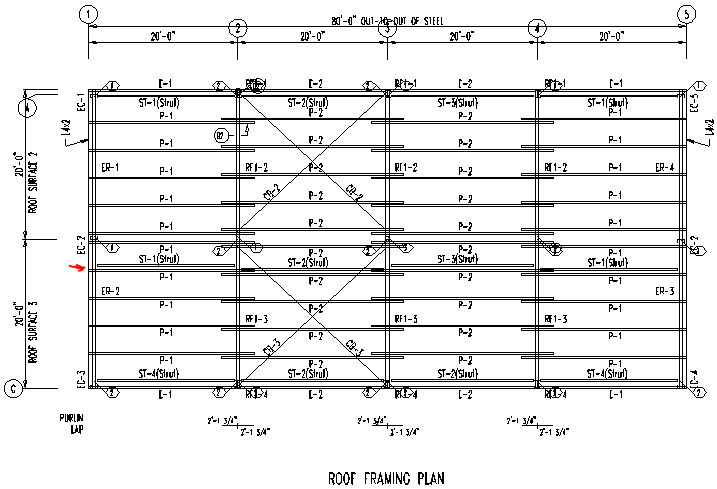 1 2 3 4 5
80'-0" OUT-TO-OUT OF STEEL
20'-0" 20'-0" 20'-0" 20'-0"
E-1 RF1-1 E-2 RF1-1 E-2 RF1-1 E-1
EC-1 ST-1(Strut) ST-2(Strut) ST-3(Strut) ST-1(Strut) EC-5
A
P-1 P-2 P-2 P-1
L4x2 B2 L4x2
P-1 P-2 P-2 P-1
20'-0" ROOF SURFACE 2
ER-1 RF1-2 RF1-2 RF1-2 ER-4
P-1 P-2 P-2 P-1
CB-2 CB-2
P-1 P-2 P-2 P-1
P-1 P-2 P-2 P-1
EC-2 EC-2
P-1 P-2 P-2 P-1
ST-1(Strut) ST-2(Strut) ST-3(Strut) ST-1(Strut)
P-1 P-2 P-2 P-1
ER-2 ER-3
20'-0" ROOF SURFACE 3
P-1 P-2 P-2 P-1
RF1-3 RF1-3 RF1-3
P-1 P-2 P-2 P-1
CB-3 CB-3
P-1 P-2 P-2 P-1
EC-3 ST-4(Strut) ST-2(Strut) ST-2(Strut) ST-4(Strut) EC-4
C
E-1 RF1-4 E-2 RF1-4 E-2 RF1-4 E-1
PURLIN LAP
2'-1 3/4" 2'-1 3/4" 2'-1 3/4"
2'-1 3/4" 2'-1 3/4" 2'-1 3/4"
ROOF FRAMING PLAN